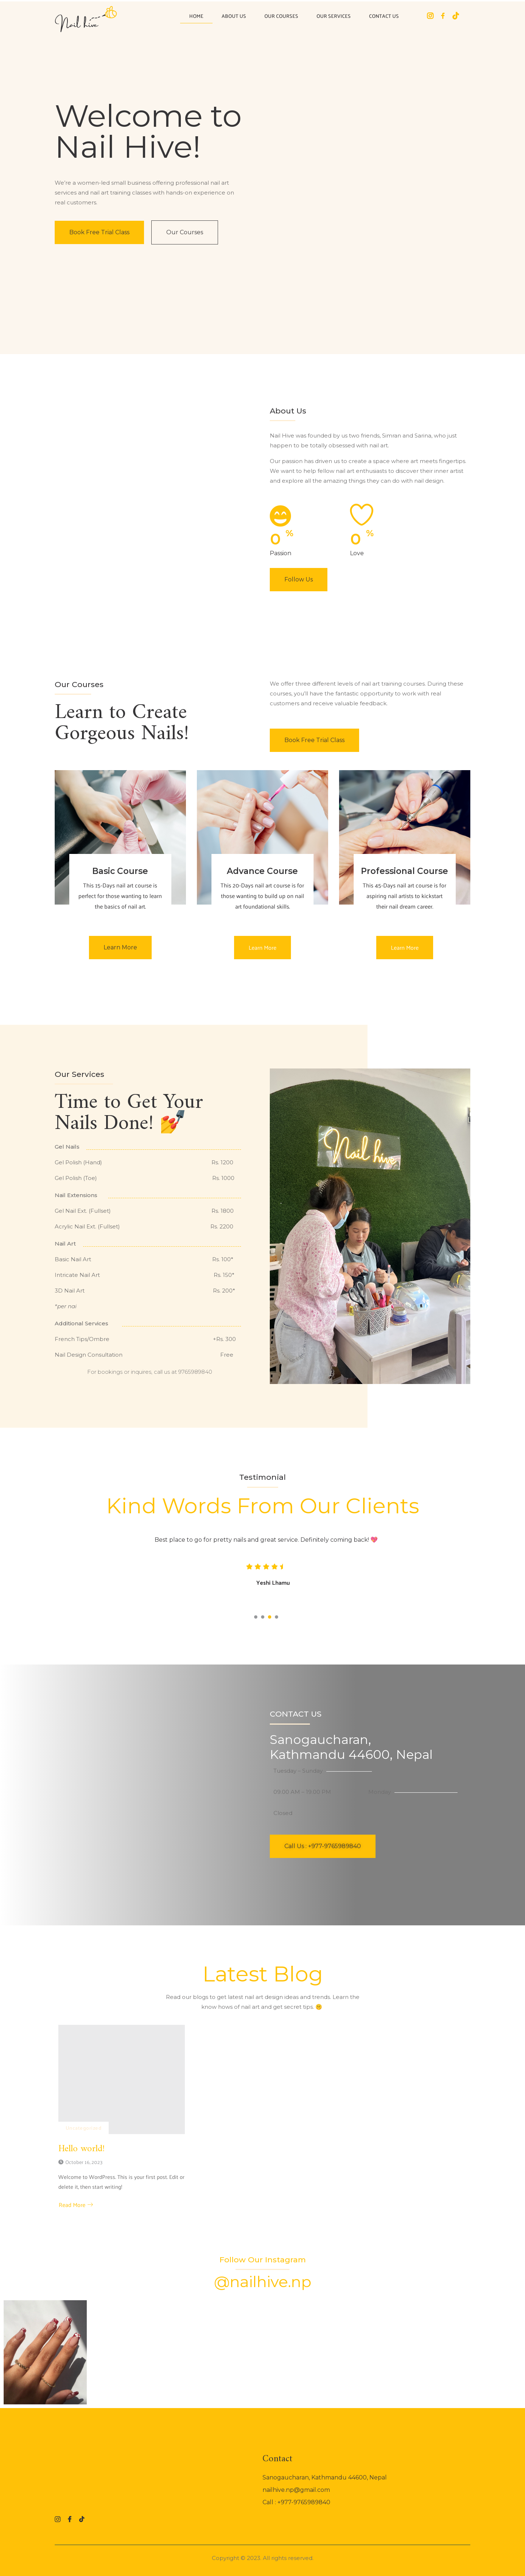 Nail hive
HOME ABOUT US OUR COURSES OUR SERVICES CONTACT US
Welcome to
Nail Hive!
We're a women-led small business offering professional nail art
services and nail art training classes with hands-on experience on
real customers.
Book Free Trial Class
Our Courses
About Us
Nail Hive was founded by us two friends, Simran and Sarina, who just
happen to be totally obsessed with nail art.
Our passion has driven us to create a space where art meets fingertips.
We want to help fellow nail art enthusiasts to discover their inner artist
and explore all the amazing things they can do with nail design.
0 %
Passion
0 %
Love
Follow Us
Our Courses
Learn to Create
Gorgeous Nails!
We offer three different levels of nail art training courses. During these
courses, you'll have the fantastic opportunity to work with real
customers and receive valuable feedback.
Book Free Trial Class
Basic Course
This 15-Days nail art course is
perfect for those wanting to learn
the basics of nail art.
Learn More
Advance Course
This 20-Days nail art course is for
those wanting to build up on nail
art foundational skills.
Learn More
Professional Course
This 45-Days nail art course is for
aspiring nail artists to kickstart
their nail dream career.
Learn More
Our Services
Time to Get Your
Nails Done! 💅
Gel Nails
Gel Polish (Hand) Rs. 1200
Gel Polish (Toe) Rs. 1000
Nail Extensions
Gel Nail Ext. (Fullset) Rs. 1800
Acrylic Nail Ext. (Fullset) Rs. 2200
Nail Art
Basic Nail Art Rs. 100*
Intricate Nail Art Rs. 150*
3D Nail Art Rs. 200*
*per nai
Additional Services
French Tips/Ombre +Rs. 300
Nail Design Consultation Free
For bookings or inquires, call us at 9765989840
Nail hive
Testimonial
Kind Words From Our Clients
Best place to go for pretty nails and great service. Definitely coming back! 💖
Yeshi Lhamu
CONTACT US
Sanogaucharan,
Kathmandu 44600, Nepal
Tuesday - Sunday
Closed
Call Us : +977-9765989840
Latest Blog
Read our blogs to get latest nail art design ideas and trends. Learn the
know hows of nail art and get secret tips. 🤫
Hello world!
October 16, 2023
Welcome to WordPress. This is your first post. Edit or
delete it, then start writing!
Read More
Follow Our Instagram
@nailhive.np
Contact
Sanogaucharan, Kathmandu 44600, Nepal
nailhive.np@gmail.com
Call : +977-9765989840
Copyright © 2023. All rights reserved.